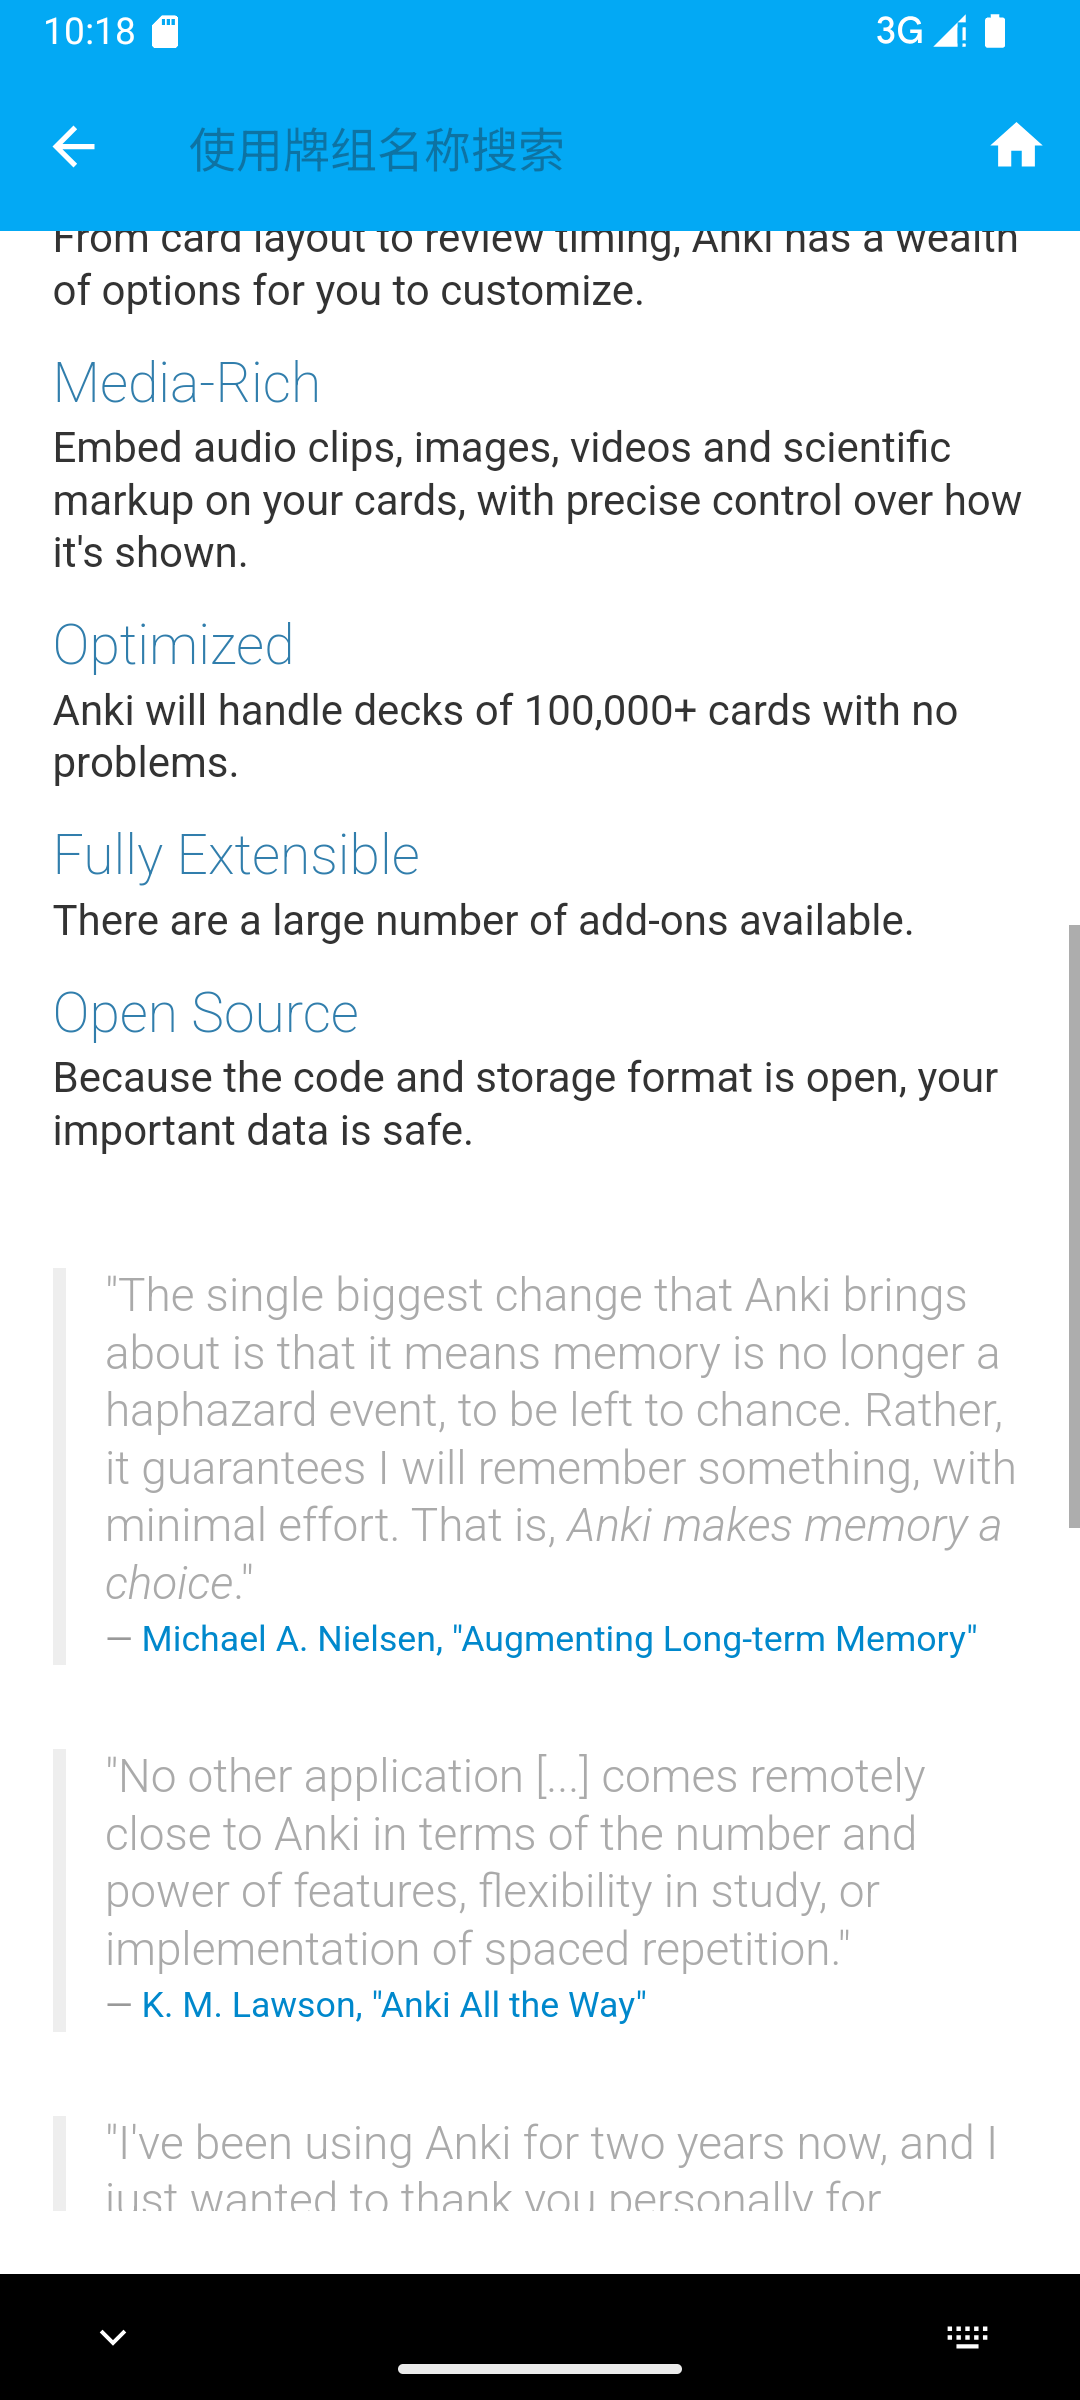 10:18
3G
使用牌组名称搜索
From card layout to review timing, Anki has a wealth
of options for you to customize.
Media-Rich
Embed audio clips, images, videos and scientific
markup on your cards, with precise control over how
it's shown.
Optimized
Anki will handle decks of 100,000+ cards with no
problems.
Fully Extensible
There are a large number of add-ons available.
Open Source
Because the code and storage format is open, your
important data is safe.
"The single biggest change that Anki brings
about is that it means memory is no longer a
haphazard event, to be left to chance. Rather,
it guarantees I will remember something, with
minimal effort. That is, Anki makes memory a
choice."
— Michael A. Nielsen, "Augmenting Long-term Memory"
"No other application [...] comes remotely
close to Anki in terms of the number and
power of features, flexibility in study, or
implementation of spaced repetition."
— K. M. Lawson, "Anki All the Way"
"I've been using Anki for two years now, and I
just wanted to thank you personally for